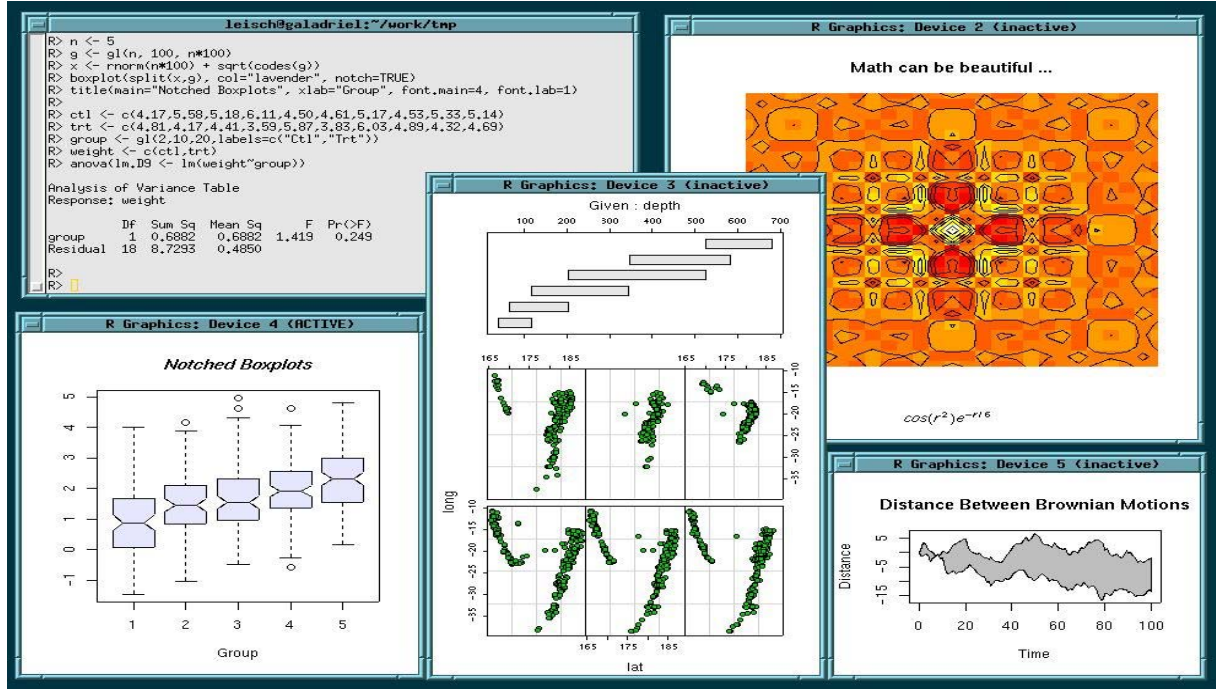 leisch@galadriel:~/work/tmp
R> n <- 5
R> g <- gl(n, 100, n*100)
R> x <- rnorm(n*100) + sqrt(codes(g))
R> boxplot(split(x,g), col="lavender", notch=TRUE)
R> title(main="Notched Boxplots", xlab="Group", font.main=4, font.lab=1)
R>
R> ctl <- c(4.17,5.58,5.18,6.11,4.50,4.61,5.17,4.53,5.33,5.14)
R> trt <- c(4.81,4.17,4.41,3.59,5.87,3.83,6.03,4.89,4.32,4.69)
R> group <- gl(2,10,20,labels=c("Ctl","Trt"))
R> weight <- c(ctl,trt)
R> anova(lm.D9 <- lm(weight~group))
Analysis of Variance Table
Response: weight
Df Sum Sq Mean Sq F Pr(>F)
group 1 0.6882 0.6882 1.419 0.249
Residual 18 8.7293 0.4850
R>
R>
R Graphics: Device 2 (inactive)
Math can be beautiful ...
cos(r²)e^{-r/6}
R Graphics: Device 3 (inactive)
Given : depth
100 200 300 400 500 600 700
165 175 185 165 175 185
-10
-15
-20
-25
-30
-35
-10
-15
-20
-25
-30
-35
long
165 175 185 165 175 185
lat
R Graphics: Device 4 (ACTIVE)
Notched Boxplots
5
4
3
2
1
0
-1
1 2 3 4 5
Group
R Graphics: Device 5 (inactive)
Distance Between Brownian Motions
5
-5
-15
Distance
0 20 40 60 80 100
Time